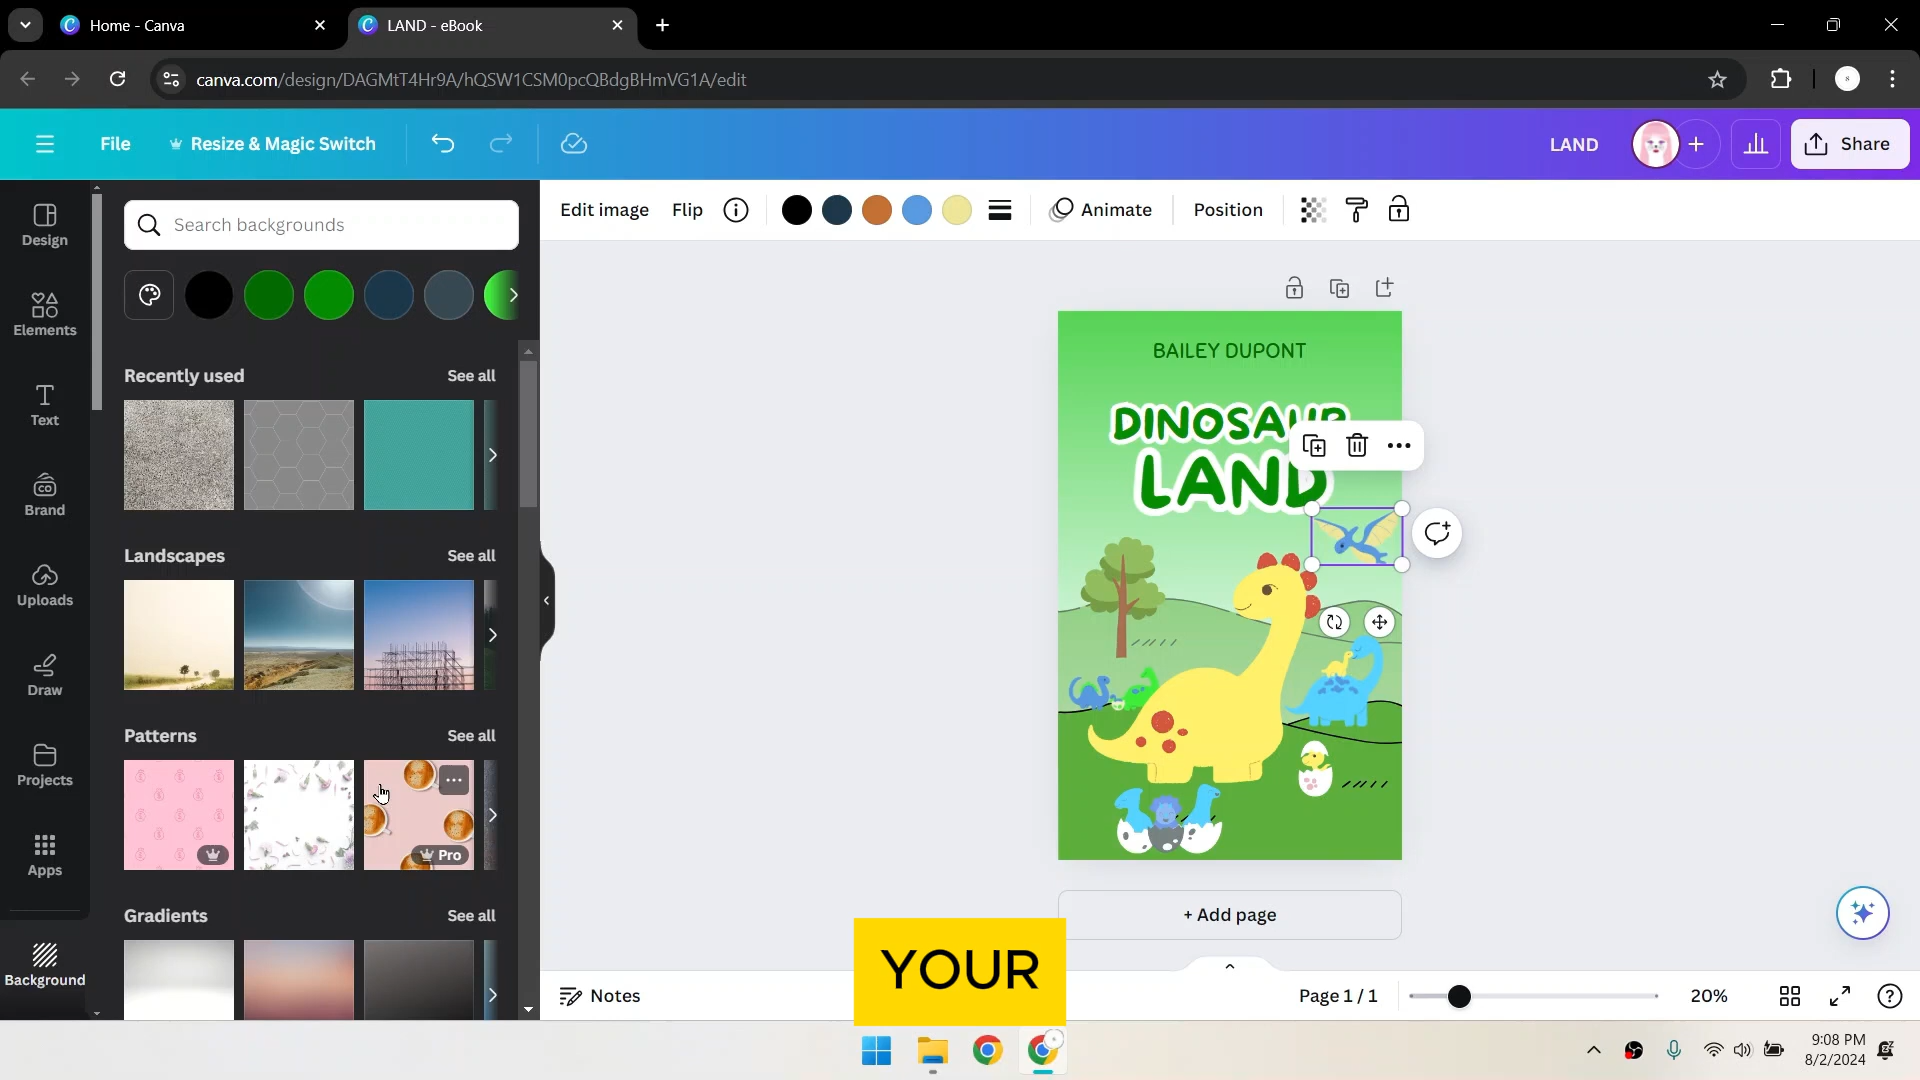 Home - Canva
LAND - eBook
canva.com/design/DAGMtT4Hr9A/hQSW1CSM0pcQBdgBHmVG1A/edit
File
Resize & Magic Switch
LAND
Share
Design
Elements
Text
Brand
Uploads
Draw
Projects
Apps
Background
Search backgrounds
Recently used
See all
Landscapes
See all
Patterns
See all
Pro
Gradients
See all
Edit image
Flip
Animate
Position
BAILEY DUPONT
DINOSAUR
LAND
+ Add page
YOUR
Notes
Page 1 / 1
20%
9:08 PM
8/2/2024